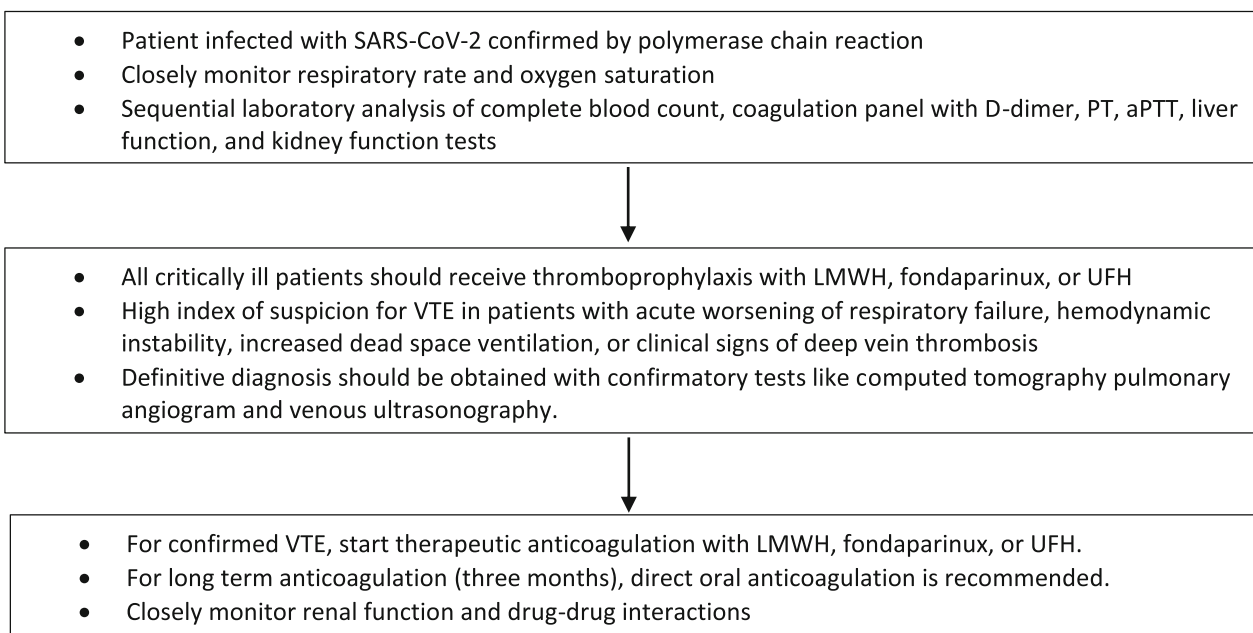 • Patient infected with SARS-CoV-2 confirmed by polymerase chain reaction
• Closely monitor respiratory rate and oxygen saturation
• Sequential laboratory analysis of complete blood count, coagulation panel with D-dimer, PT, aPTT, liver
function, and kidney function tests
• All critically ill patients should receive thromboprophylaxis with LMWH, fondaparinux, or UFH
• High index of suspicion for VTE in patients with acute worsening of respiratory failure, hemodynamic
instability, increased dead space ventilation, or clinical signs of deep vein thrombosis
• Definitive diagnosis should be obtained with confirmatory tests like computed tomography pulmonary
angiogram and venous ultrasonography.
• For confirmed VTE, start therapeutic anticoagulation with LMWH, fondaparinux, or UFH.
• For long term anticoagulation (three months), direct oral anticoagulation is recommended.
• Closely monitor renal function and drug-drug interactions